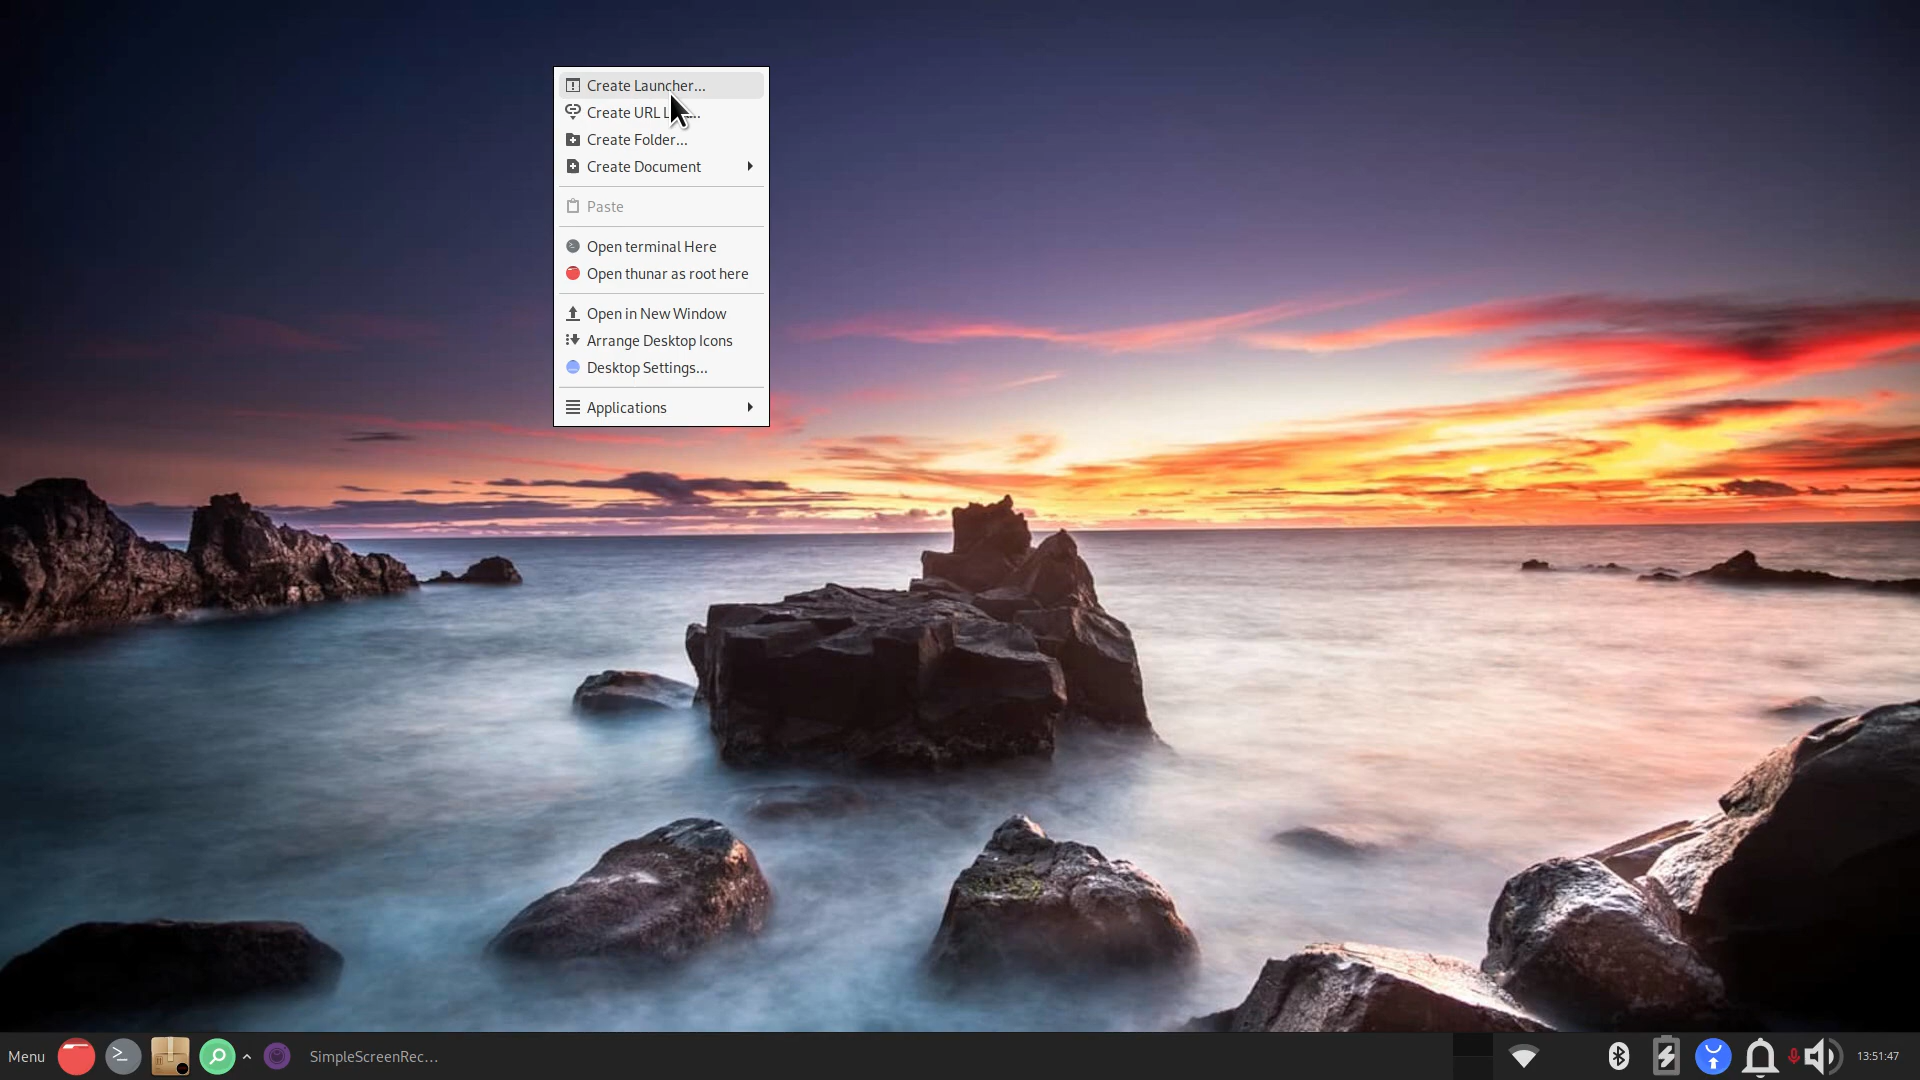 Create Launcher...
Create URL L...
Create Folder...
Create Document
Paste
Open terminal Here
Open thunar as root here
Open in New Window
Arrange Desktop Icons
Desktop Settings...
Applications
Menu
SimpleScreenRec...
13:51:47